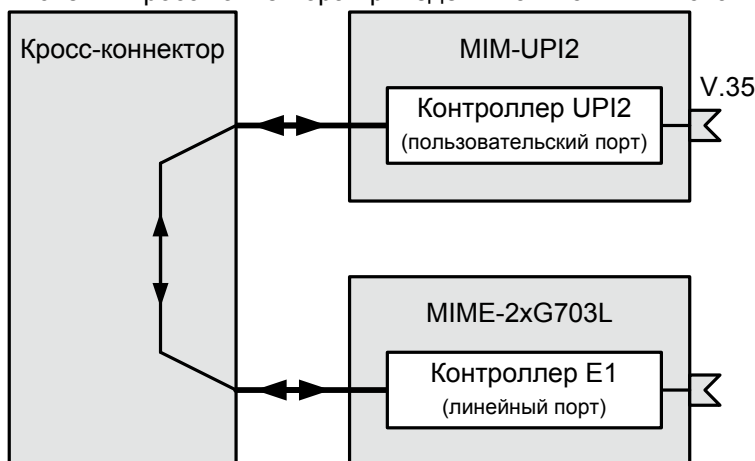 Кросс-коннектор
MIM-UPI2
V.35
Контроллер UPI2
(пользовательский порт)
MIME-2xG703L
Контроллер E1
(линейный порт)